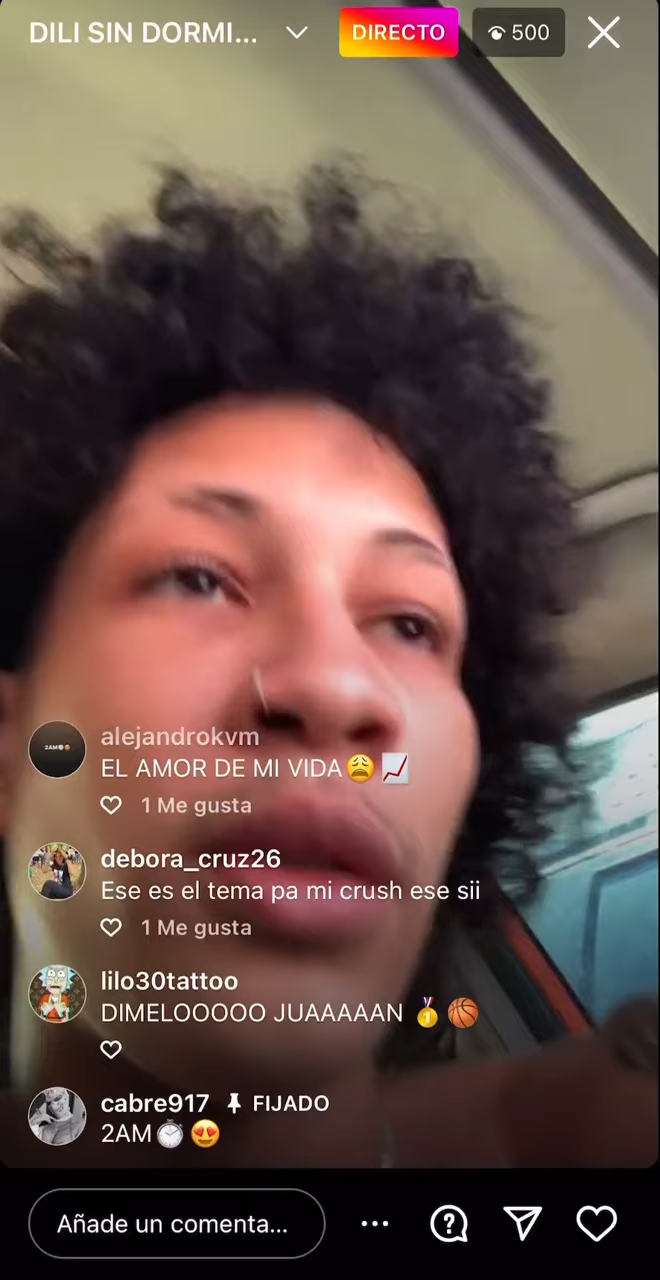 DILI SIN DORMI...
DIRECTO
500
alejandrokvm
EL AMOR DE MI VIDA😩📈
1 Me gusta
debora_cruz26
Ese es el tema pa mi crush ese sii
1 Me gusta
lilo30tattoo
DIMELOOOOO JUAAAAAN 🏅🏀
cabre917 📌 FIJADO
2AM⏱️😍
Añade un comenta...